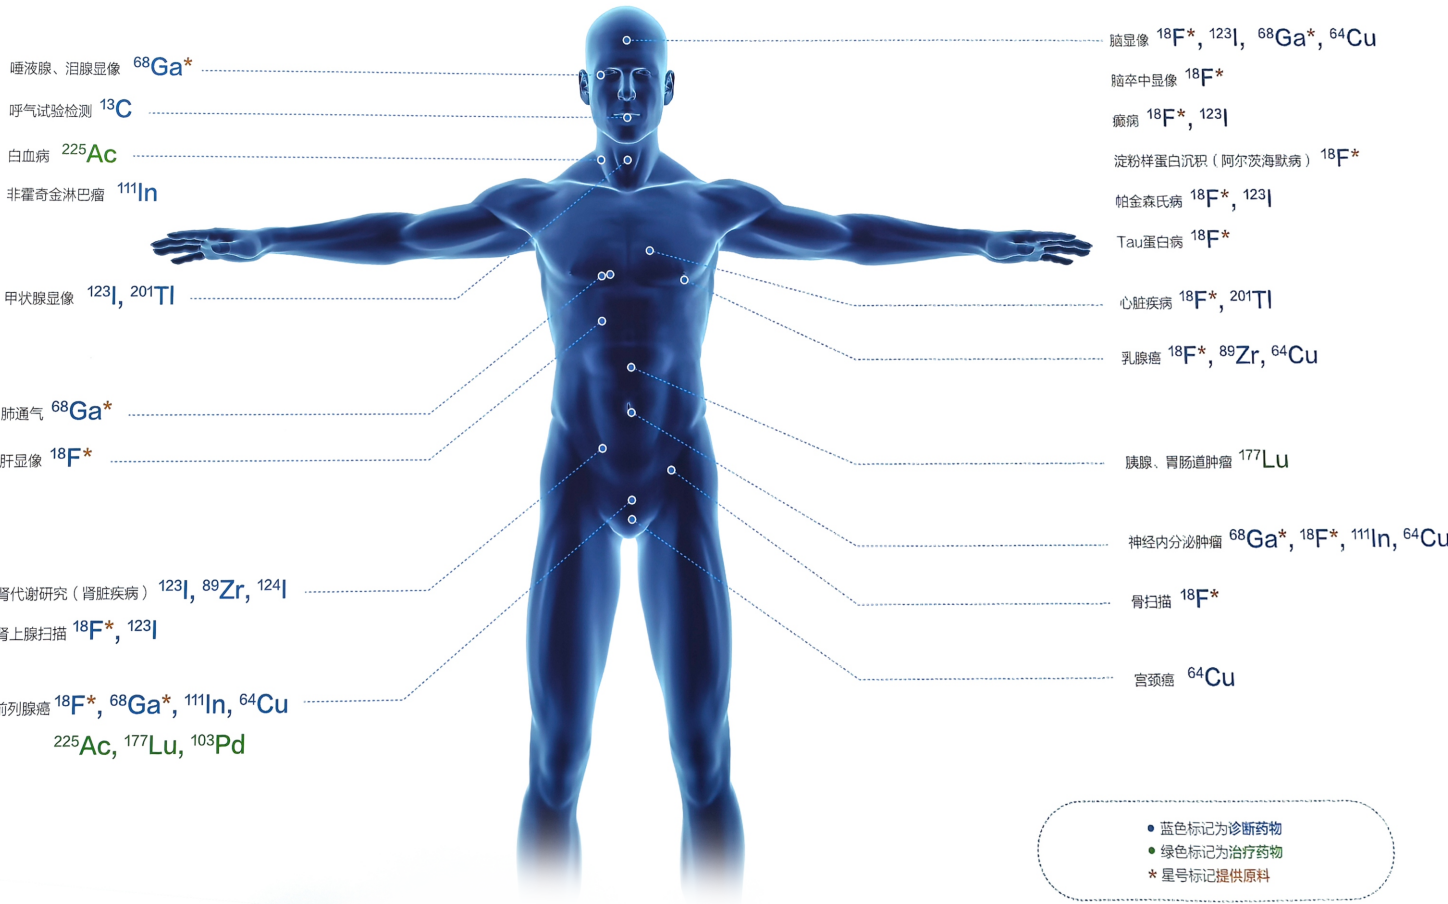 唾液腺、泪腺显像 ⁶⁸Ga*
呼气试验检测 ¹³C
白血病 ²²⁵Ac
非霍奇金淋巴瘤 ¹¹¹In
甲状腺显像 ¹²³I, ²⁰¹Tl
肺通气 ⁶⁸Ga*
肝显像 ¹⁸F*
肾代谢研究（肾脏疾病） ¹²³I, ⁸⁹Zr, ¹²⁴I
肾上腺扫描 ¹⁸F*, ¹²³I
前列腺癌 ¹⁸F*, ⁶⁸Ga*, ¹¹¹In, ⁶⁴Cu
²²⁵Ac, ¹⁷⁷Lu, ¹⁰³Pd
脑显像 ¹⁸F*, ¹²³I, ⁶⁸Ga*, ⁶⁴Cu
脑卒中显像 ¹⁸F*
癫痫 ¹⁸F*, ¹²³I
淀粉样蛋白沉积（阿尔茨海默病） ¹⁸F*
帕金森氏病 ¹⁸F*, ¹²³I
Tau蛋白病 ¹⁸F*
心脏疾病 ¹⁸F*, ²⁰¹Tl
乳腺癌 ¹⁸F*, ⁸⁹Zr, ⁶⁴Cu
胰腺、胃肠道肿瘤 ¹⁷⁷Lu
神经内分泌肿瘤 ⁶⁸Ga*, ¹⁸F*, ¹¹¹In, ⁶⁴Cu
骨扫描 ¹⁸F*
宫颈癌 ⁶⁴Cu
• 蓝色标记为诊断药物
• 绿色标记为治疗药物
* 星号标记提供原料